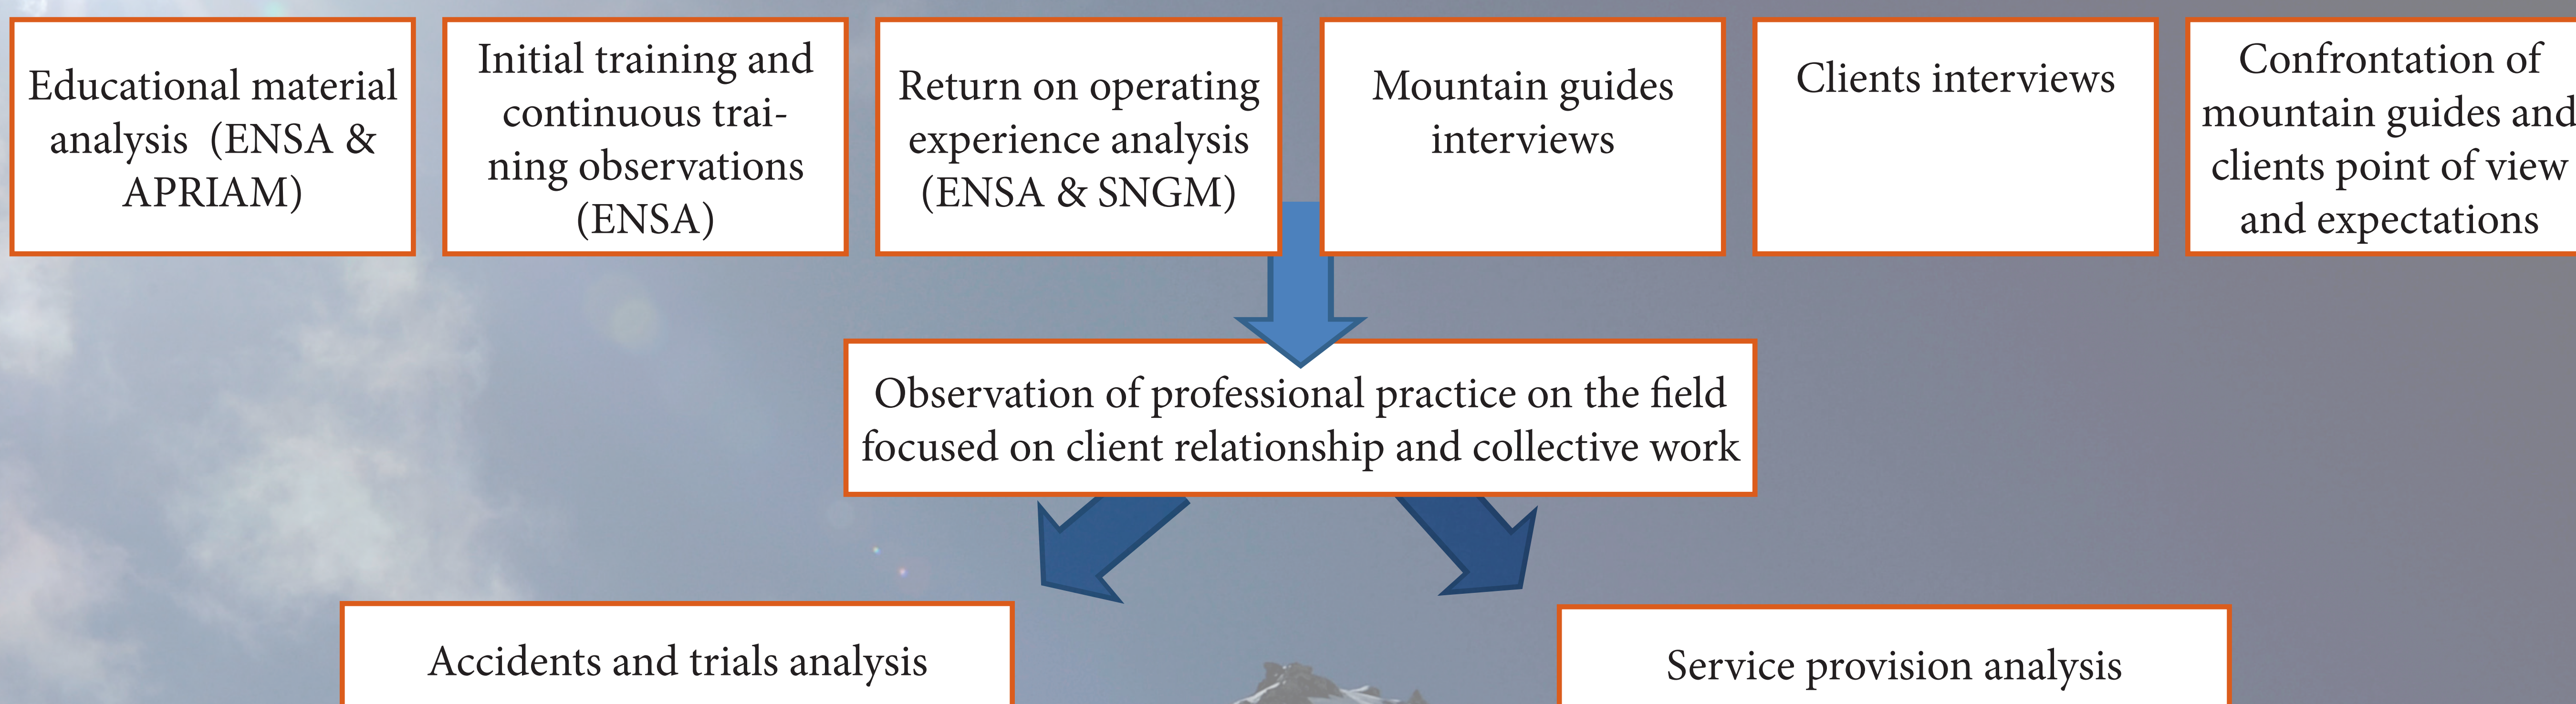 Educational material
analysis (ENSA &
APRIAM)
Initial training and
continuous trai-
ning observations
(ENSA)
Return on operating
experience analysis
(ENSA & SNGM)
Mountain guides
interviews
Clients interviews
Confrontation of
mountain guides and
clients point of view
and expectations
Observation of professional practice on the field
focused on client relationship and collective work
Accidents and trials analysis
Service provision analysis